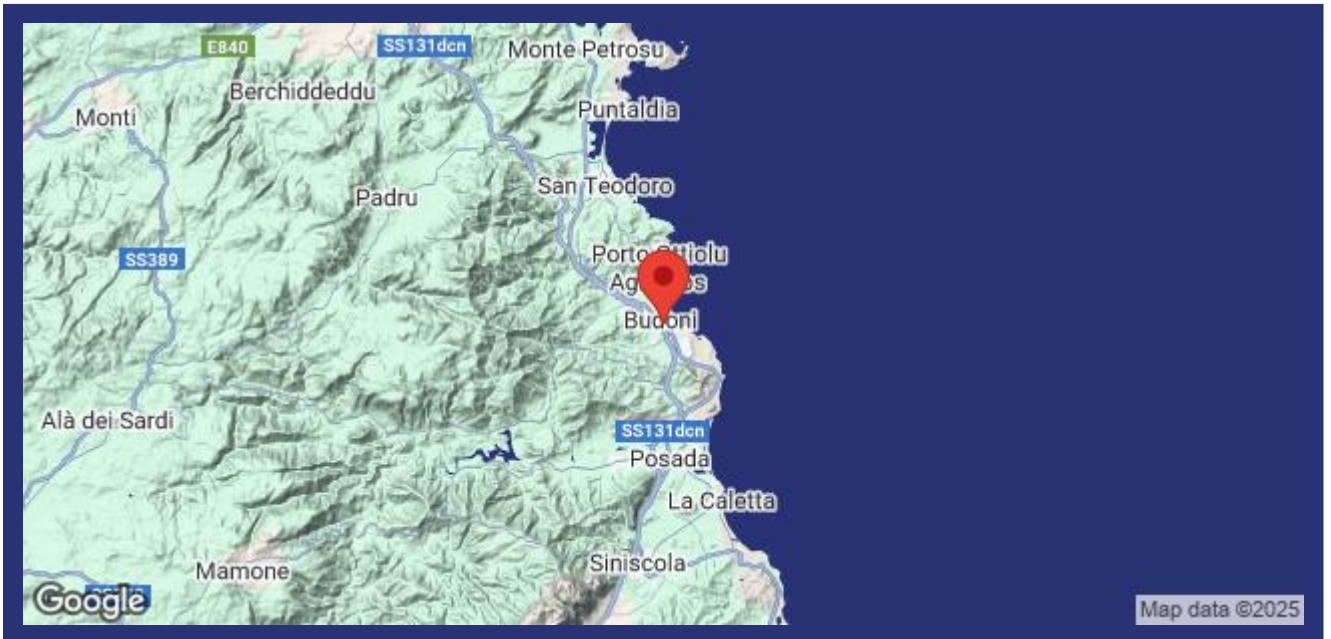 E840
SS131dcn
Monte Petrosu
Berchiddeddu
Puntaldia
Monti
San Teodoro
Padru
Porto
SS389
Budoni
Alà dei Sardi
SS131dcn
Posada
La Caletta
Siniscola
Mamone
Google
Map data ©2025